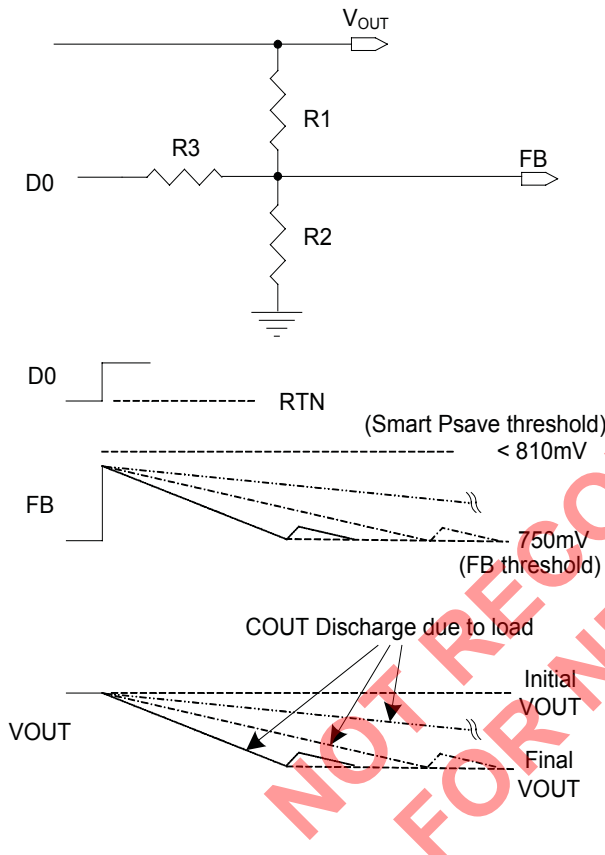 VOUT
R1
R3
FB
D0
R2
D0
RTN
(Smart Psave threshold)
< 810mV
FB
750mV
(FB threshold)
COUT Discharge due to load
Initial
VOUT
VOUT
Final
VOUT
NOT RECO
FOR N